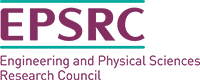 EPSRC
Engineering and Physical Sciences
Research Council